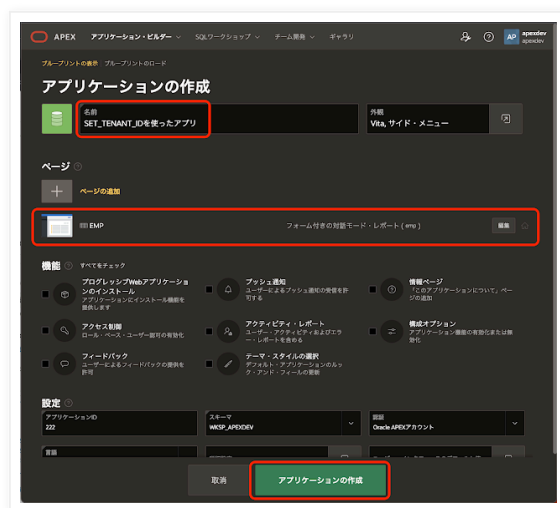 APEX アプリケーション・ビルダー SQLワークショップ チーム開発 ギャラリ AP apexdev
apexdev
ブループリントの表示 ブループリントのロード
アプリケーションの作成
名前
SET_TENANT_IDを使ったアプリ
外観
Vita, サイド・メニュー
ページ
ページの追加
EMP フォーム付きの対話モード・レポート ( emp ) 編集
機能 すべてをチェック
プログレッシブWebアプリケーションのインストール
アプリケーションにインストール機能を提供します
プッシュ通知
ユーザーによるプッシュ通知の受信を許可する
情報ページ
「このアプリケーションについて」ページの追加
アクセス制御
ロール・ベース・ユーザー認可の有効化
アクティビティ・レポート
ユーザー・アクティビティおよびエラー・レポートを含める
構成オプション
アプリケーション機能の有効化または無効化
フィードバック
ユーザーによるフィードバックの提供を許可
テーマ・スタイルの選択
デフォルト・アプリケーションのルック・アンド・フィールの更新
設定
アプリケーションID
222
スキーマ
WKSP_APEXDEV
認証
Oracle APEXアカウント
言語
取消 アプリケーションの作成